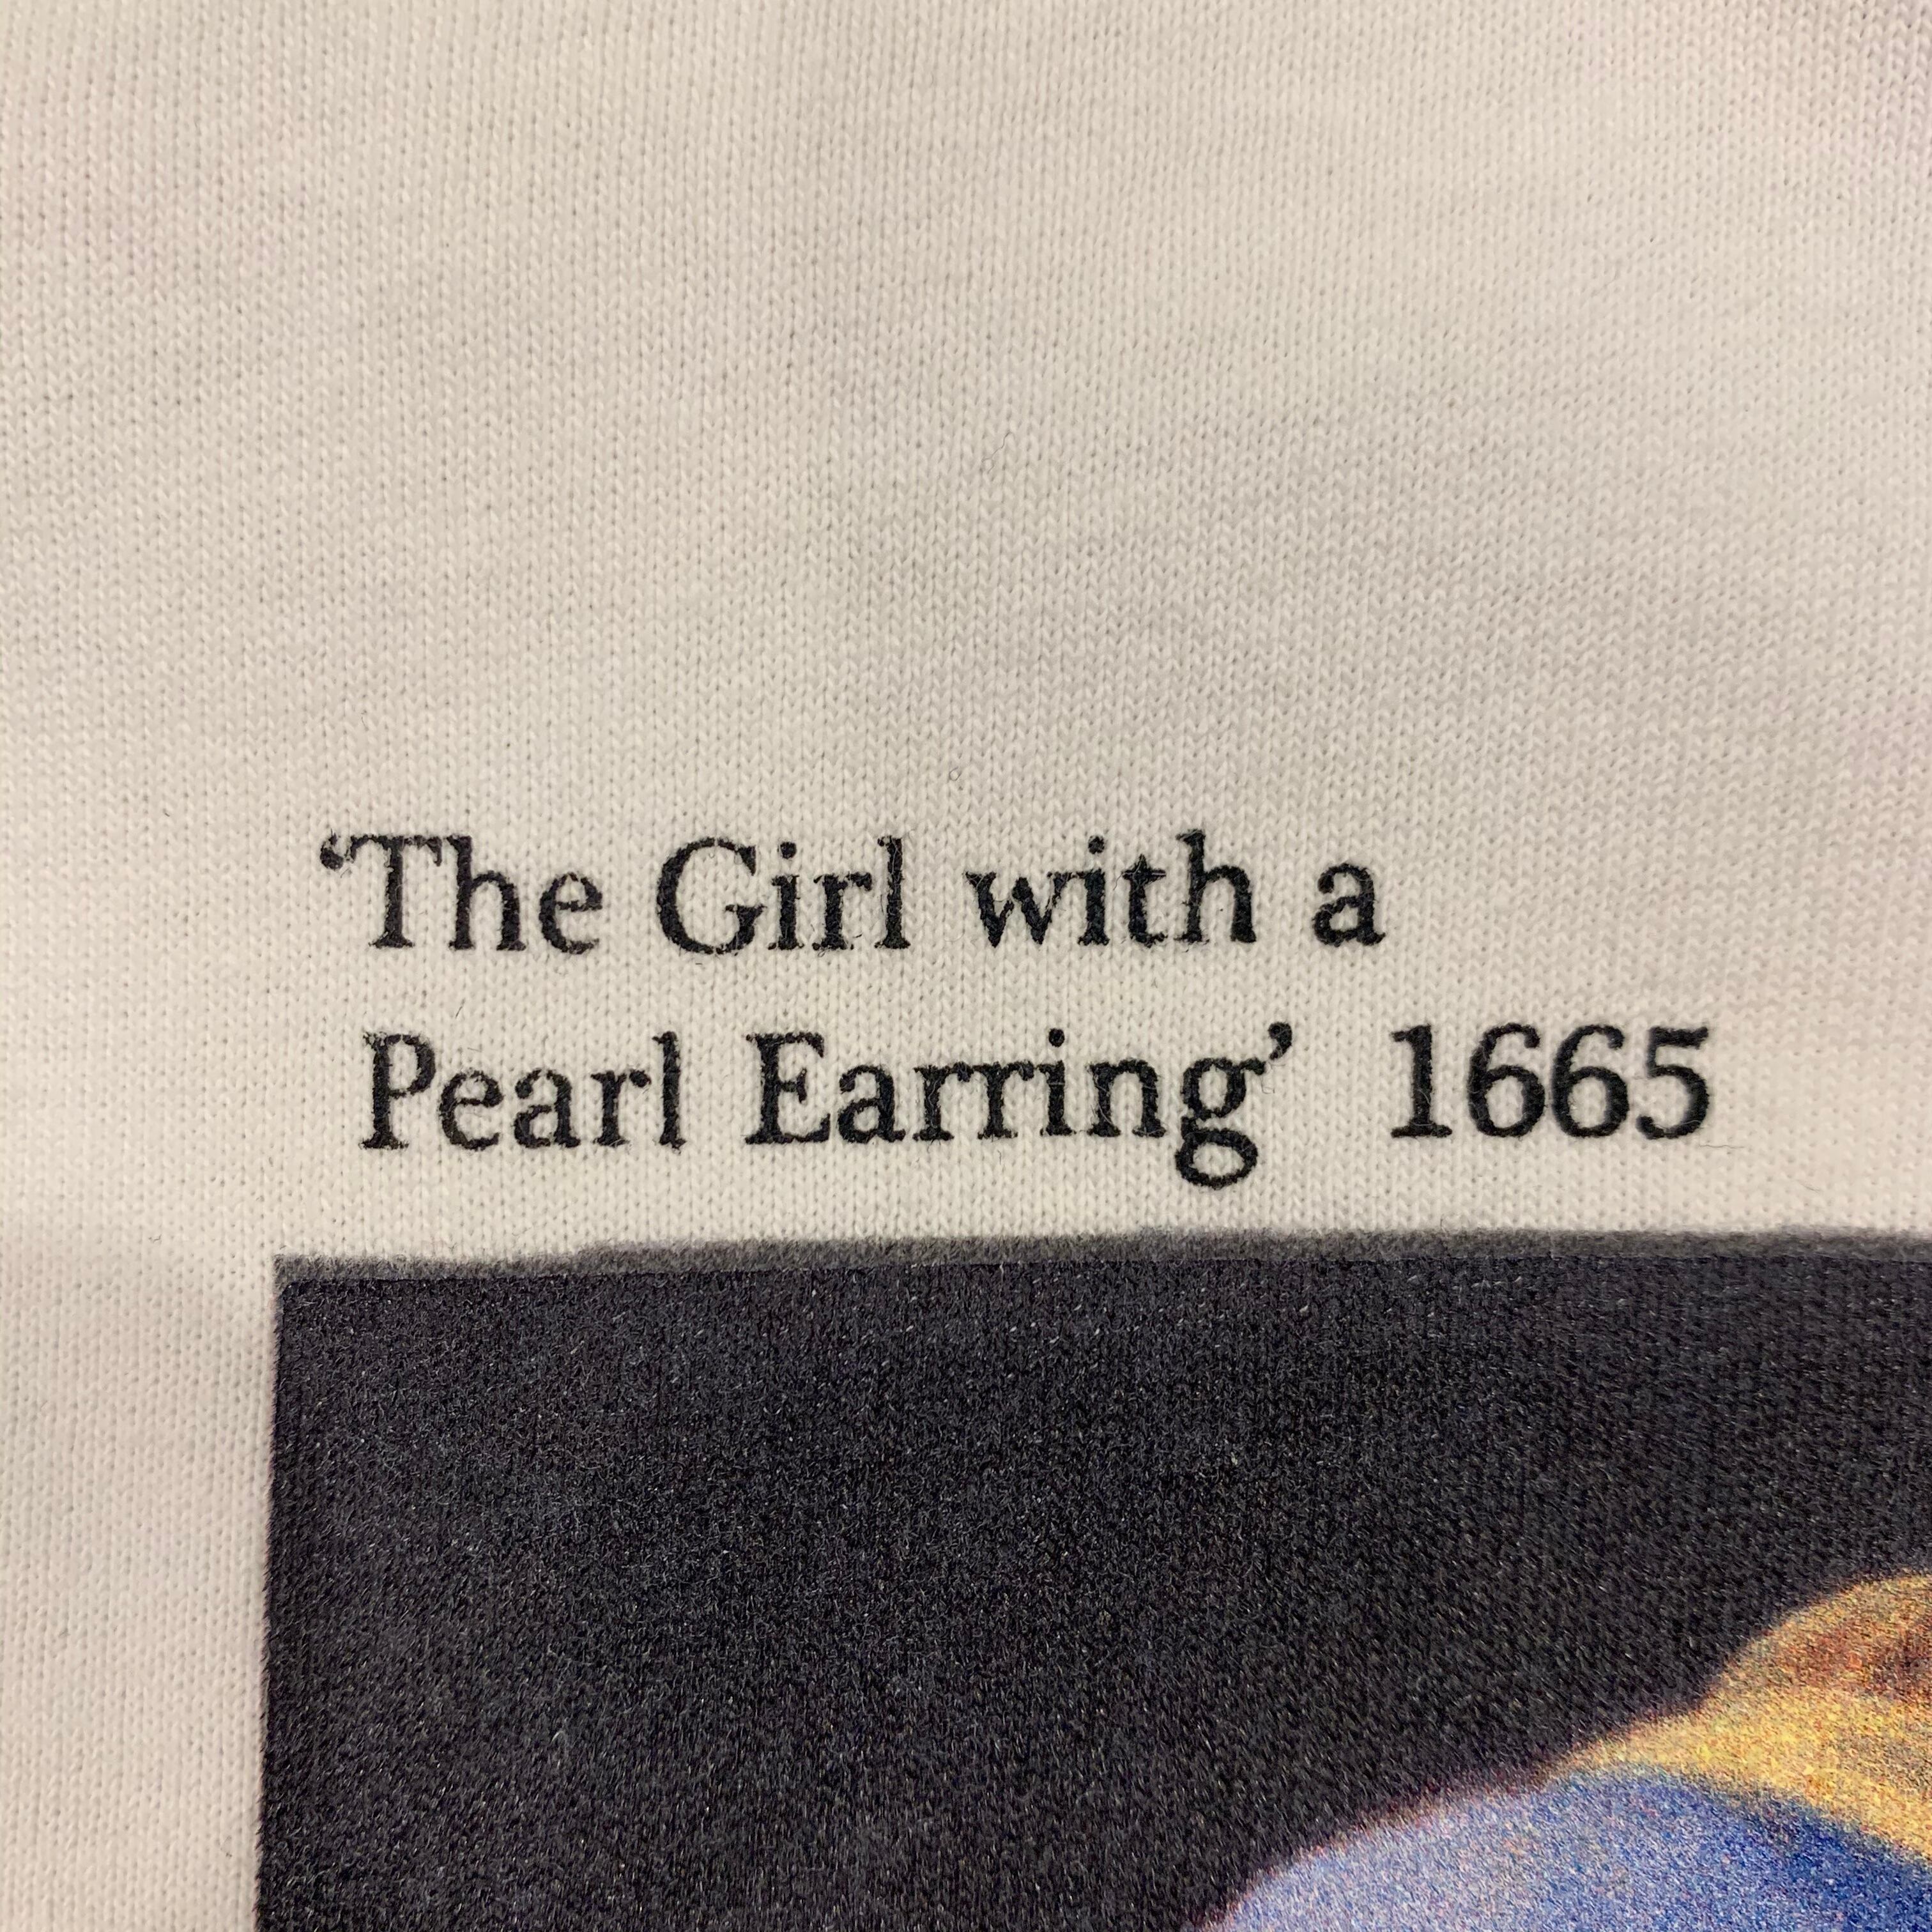 ‘The Girl with a
Pearl Earring’ 1665